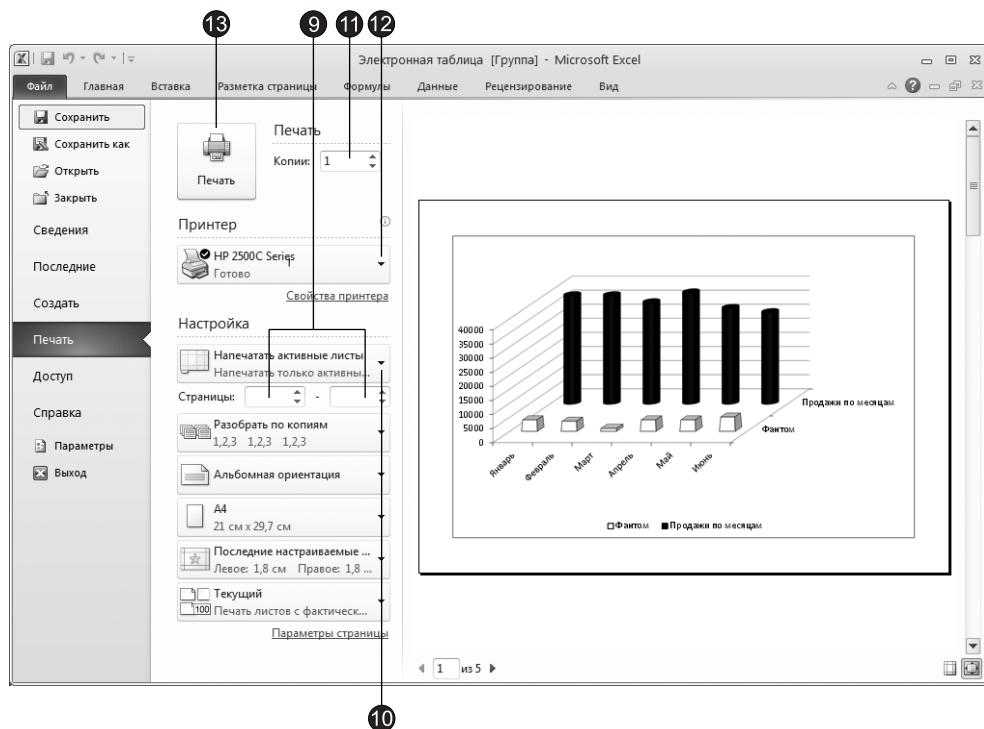 13 9 11 12
Электронная таблица [Группа] - Microsoft Excel
Файл Главная Вставка Разметка страницы Формулы Данные Рецензирование Вид
Сохранить
Сохранить как
Открыть
Закрыть
Сведения
Последние
Создать
Печать
Доступ
Справка
Параметры
Выход
Печать
Печать
Копии: 1
Принтер
HP 2500C Series
Готово
Свойства принтера
Настройка
Напечатать активные листы
Напечатать только активны...
Страницы: -
Разобрать по копиям
1,2,3 1,2,3 1,2,3
Альбомная ориентация
A4
21 см x 29,7 см
Последние настраиваемые ...
Левое: 1,8 см Правое: 1,8 ...
Текущий
100 Печать листов с фактическ...
Параметры страницы
40000
35000
30000
25000
20000
15000
10000
5000
0
Январь
Февраль
Март
Апрель
Май
Июнь
Продажи по месяцам
Фантом
Фантом Продажи по месяцам
1 из 5
10